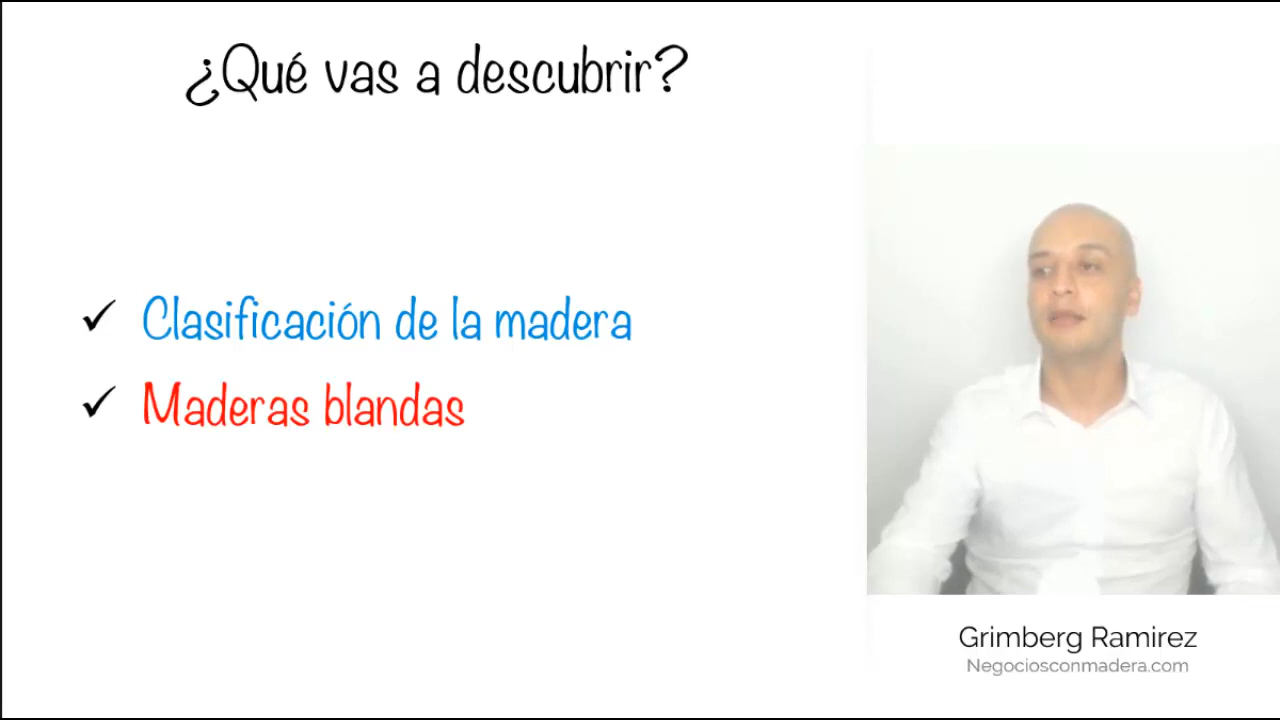 ¿Qué vas a descubrir?
✓ Clasificación de la madera
✓ Maderas blandas
Grimberg Ramirez
Negociosconmadera.com